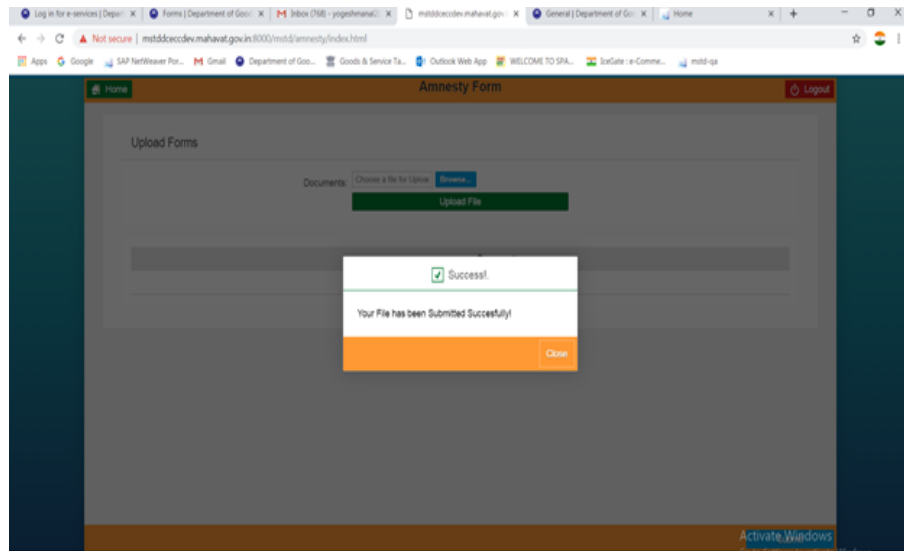 Log in for e-services | Depar
Forms | Department of Goo
Inbox (768) - yogeshmanal2
mstddceccdev.mahavat.gov.i
General | Department of Go
Home
Not secure | mstddceccdev.mahavat.gov.in:8000/mstd/amnesty/index.html
Apps
Google
SAP NetWeaver Por...
Gmail
Department of Goo...
Goods & Service Ta...
Outlook Web App
WELCOME TO SPA...
IceGate : e-Comme...
mstd-qa
Home
Amnesty Form
Logout
Upload Forms
Documents:
Choose a file for Uploa
Browse...
Upload File
Success!.
Your File has been Submitted Succesfully!
Close
Activate Windows